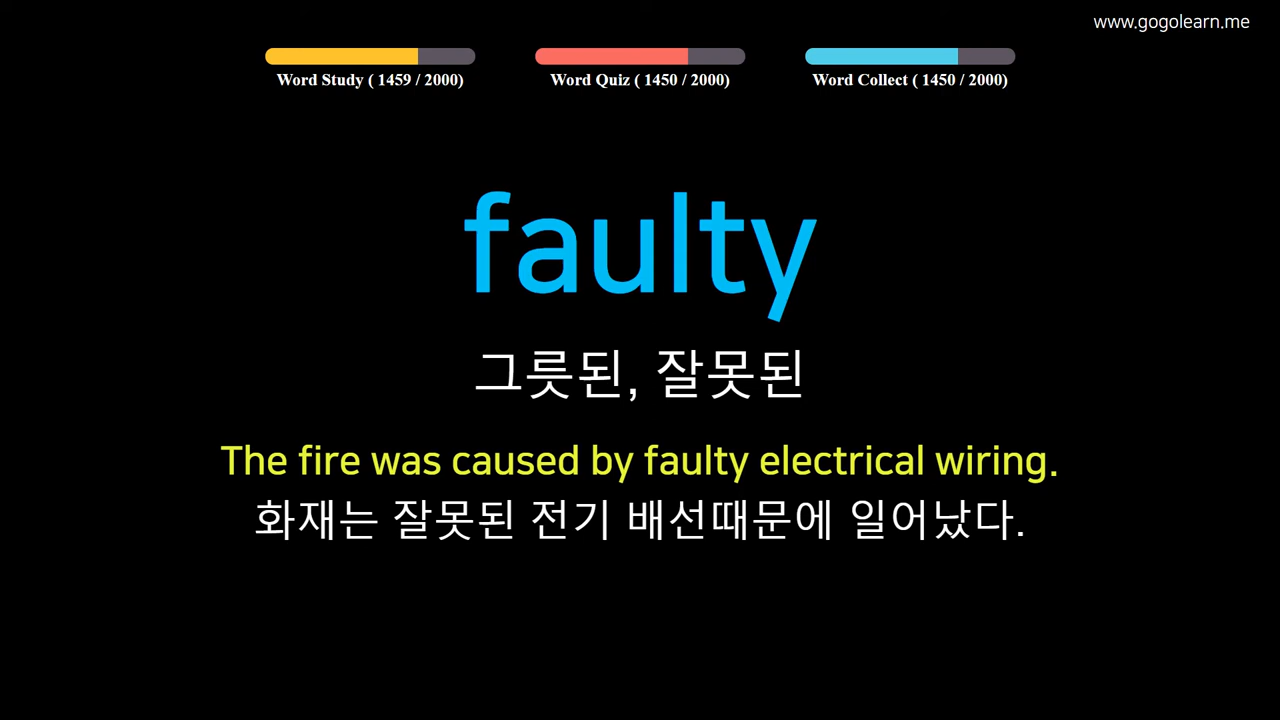 www.gogolearn.me
Word Study ( 1459 / 2000) Word Quiz ( 1450 / 2000) Word Collect ( 1450 / 2000)
faulty
그릇된, 잘못된
The fire was caused by faulty electrical wiring.
화재는 잘못된 전기 배선때문에 일어났다.